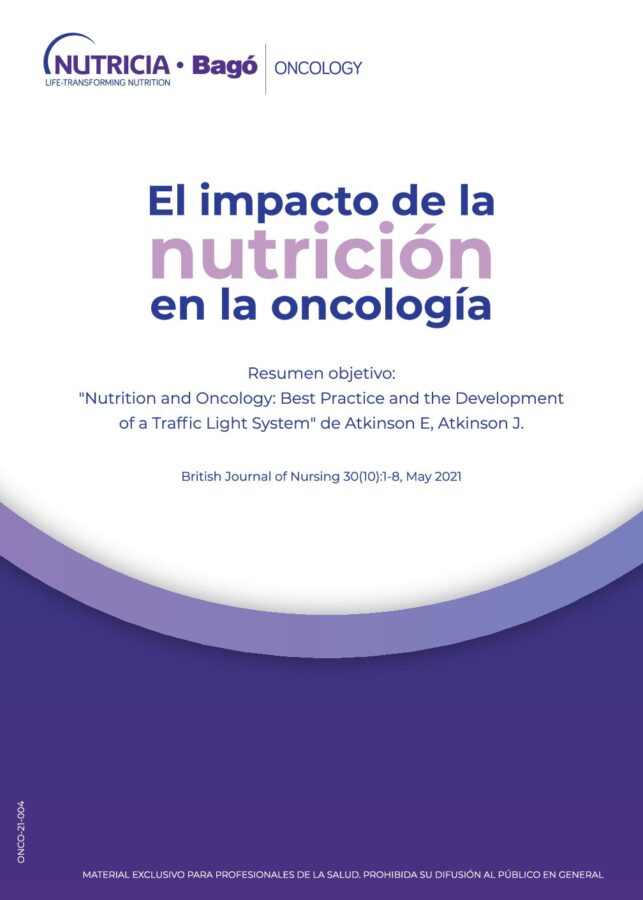 NUTRICIA • Bagó ONCOLOGY
LIFE-TRANSFORMING NUTRITION
El impacto de la
nutrición
en la oncología
Resumen objetivo:
"Nutrition and Oncology: Best Practice and the Development
of a Traffic Light System" de Atkinson E, Atkinson J.
British Journal of Nursing 30(10):1-8, May 2021
ONCO-21-004
MATERIAL EXCLUSIVO PARA PROFESIONALES DE LA SALUD. PROHIBIDA SU DIFUSIÓN AL PÚBLICO EN GENERAL